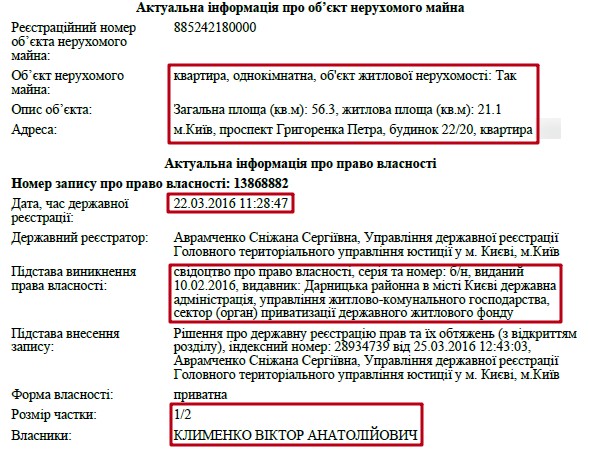 Актуальна інформація про об’єкт нерухомого майна
Реєстраційний номер 885242180000
об’єкта нерухомого
майна:
Об’єкт нерухомого квартира, однокімнатна, об'єкт житлової нерухомості: Так
майна:
Опис об’єкта: Загальна площа (кв.м): 56.3, житлова площа (кв.м): 21.1
Адреса: м.Київ, проспект Григоренка Петра, будинок 22/20, квартира
Актуальна інформація про право власності
Номер запису про право власності: 13868882
Дата, час державної 22.03.2016 11:28:47
реєстрації:
Державний реєстратор: Аврамченко Сніжана Сергіївна, Управління державної реєстрації
Головного територіального управління юстиції у м. Києві, м.Київ
Підстава виникнення свідоцтво про право власності, серія та номер: б/н, виданий
права власності: 10.02.2016, видавник: Дарницька районна в місті Києві державна
адміністрація, управління житлово-комунального господарства,
сектор (орган) приватизації державного житлового фонду
Підстава внесення Рішення про державну реєстрацію прав та їх обтяжень (з відкриттям
запису: розділу), індексний номер: 28934739 від 25.03.2016 12:43:03,
Аврамченко Сніжана Сергіївна, Управління державної реєстрації
Головного територіального управління юстиції у м. Києві, м.Київ
Форма власності: приватна
Розмір частки: 1/2
Власники: КЛИМЕНКО ВІКТОР АНАТОЛІЙОВИЧ